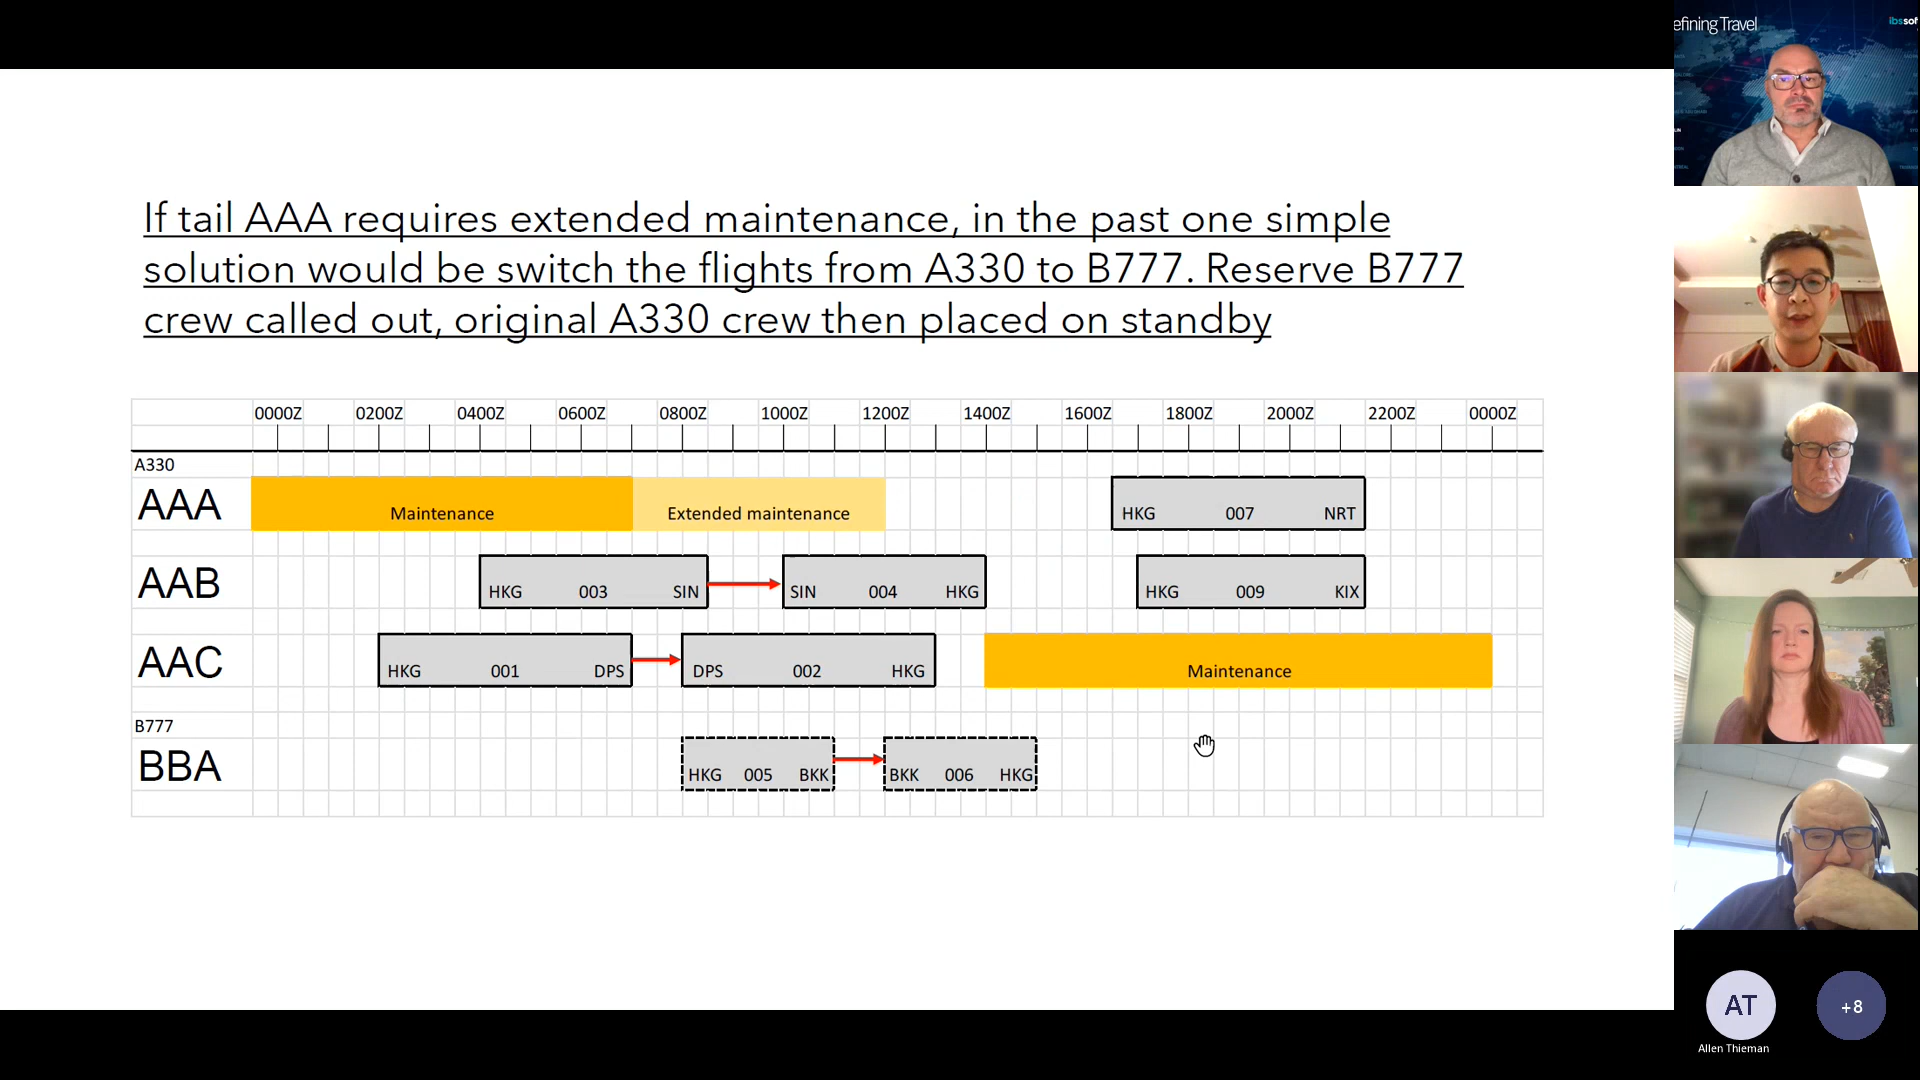 If tail AAA requires extended maintenance, in the past one simple
solution would be switch the flights from A330 to B777. Reserve B777
crew called out, original A330 crew then placed on standby
0000Z 0200Z 0400Z 0600Z 0800Z 1000Z 1200Z 1400Z 1600Z 1800Z 2000Z 2200Z 0000Z
A330
AAA Maintenance Extended maintenance HKG 007 NRT
AAB HKG 003 SIN SIN 004 HKG HKG 009 KIX
AAC HKG 001 DPS DPS 002 HKG Maintenance
B777
BBA HKG 005 BKK BKK 006 HKG
efining Travel
ibssof
AT
+8
Allen Thieman